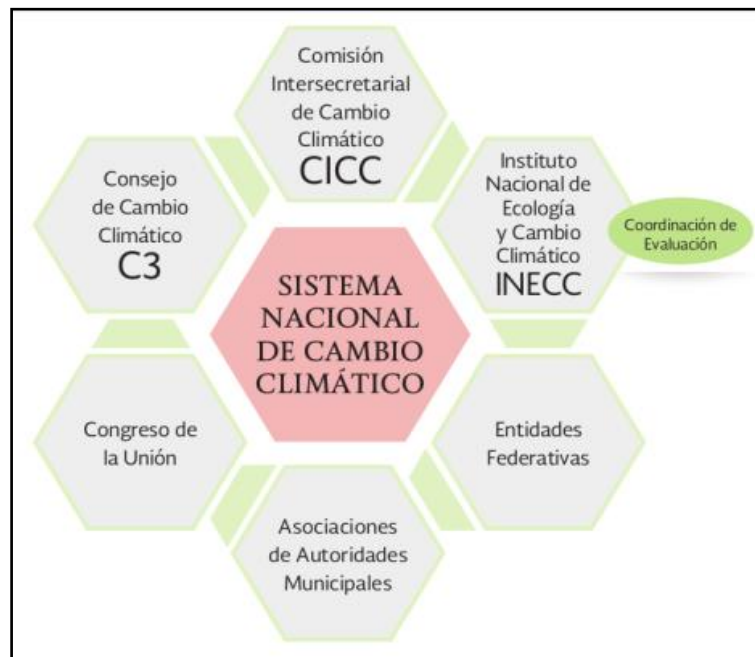 Comisión
Intersecretarial
de Cambio
Climático
CICC
Instituto
Nacional de
Ecología
y Cambio
Climático
INECC
Coordinación de
Evaluación
Consejo
de Cambio
Climático
C3
SISTEMA
NACIONAL
DE CAMBIO
CLIMÁTICO
Congreso de
la Unión
Entidades
Federativas
Asociaciones
de Autoridades
Municipales